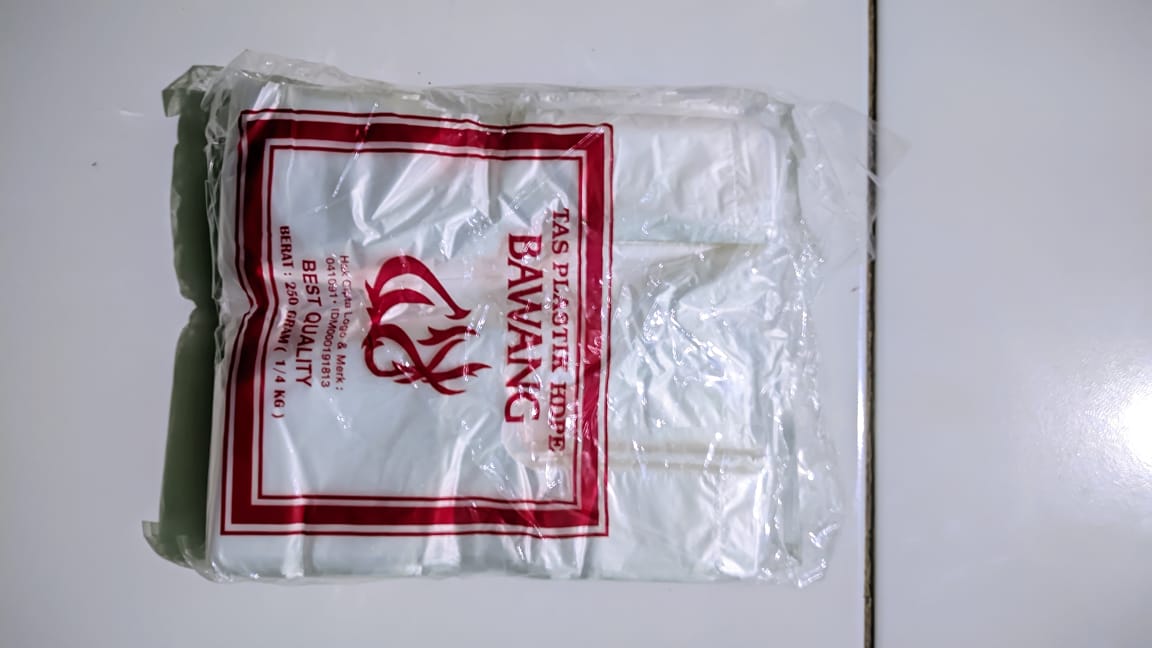 TAS PLASTIK HDPE
BAWANG
Hak Cipta Logo & Merk :
041091 • IDM000191813
BEST QUALITY
BERAT : 250 GRAM ( 1/4 KG )